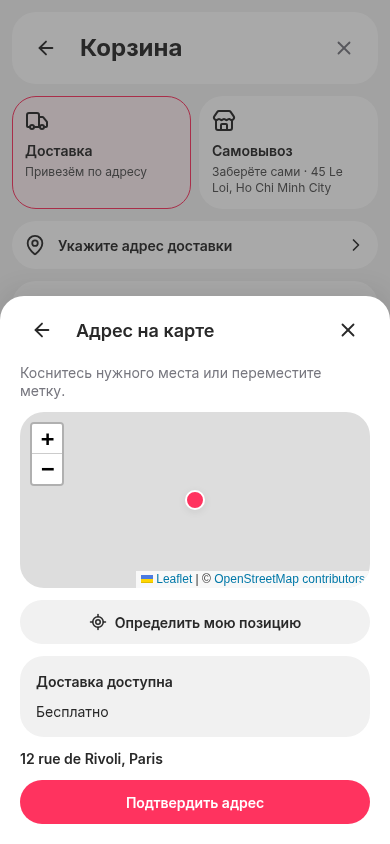 Корзина
Доставка
Привезём по адресу
Самовывоз
Заберёте сами · 45 Le
Loi, Ho Chi Minh City
Укажите адрес доставки
Адрес на карте
Коснитесь нужного места или переместите
метку.
+
−
Leaflet | © OpenStreetMap contributors
Определить мою позицию
Доставка доступна
Бесплатно
12 rue de Rivoli, Paris
Подтвердить адрес